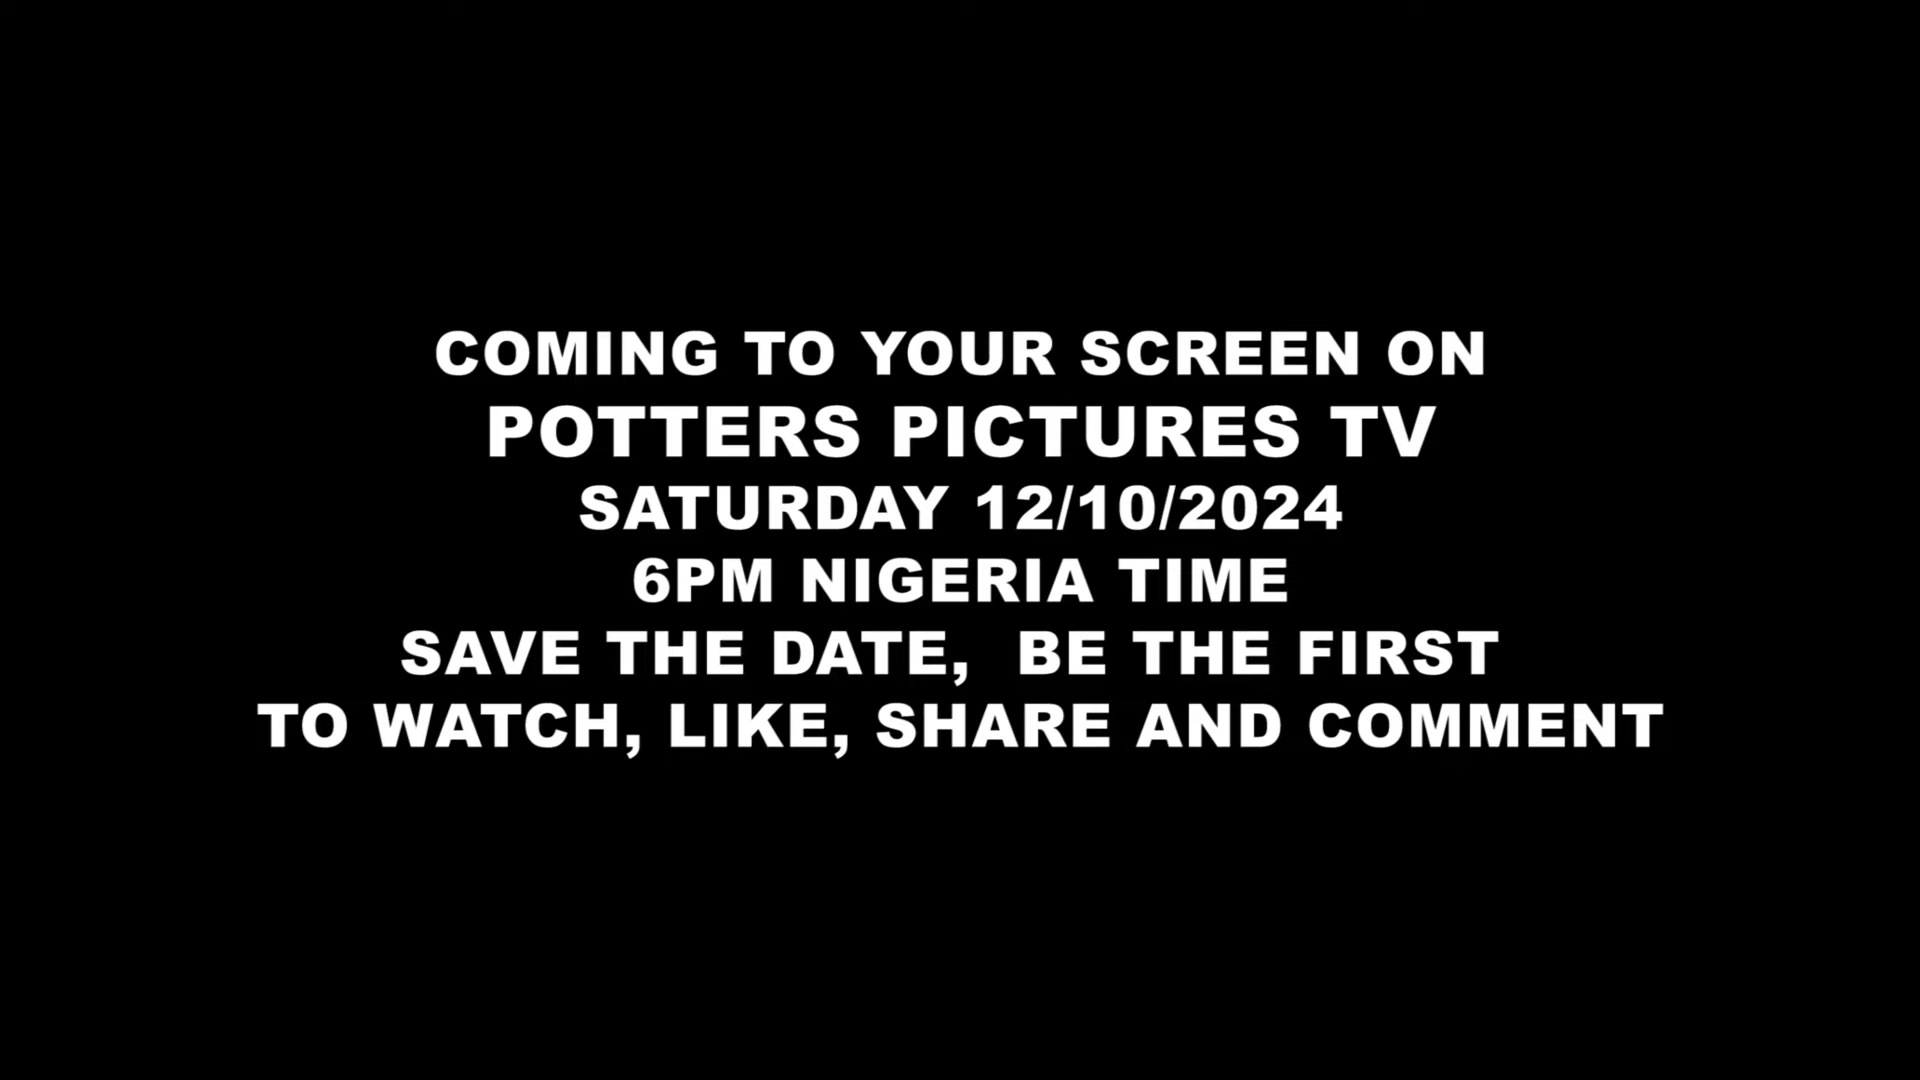 COMING TO YOUR SCREEN ON
POTTERS PICTURES TV
SATURDAY 12/10/2024
6PM NIGERIA TIME
SAVE THE DATE,  BE THE FIRST
TO WATCH, LIKE, SHARE AND COMMENT